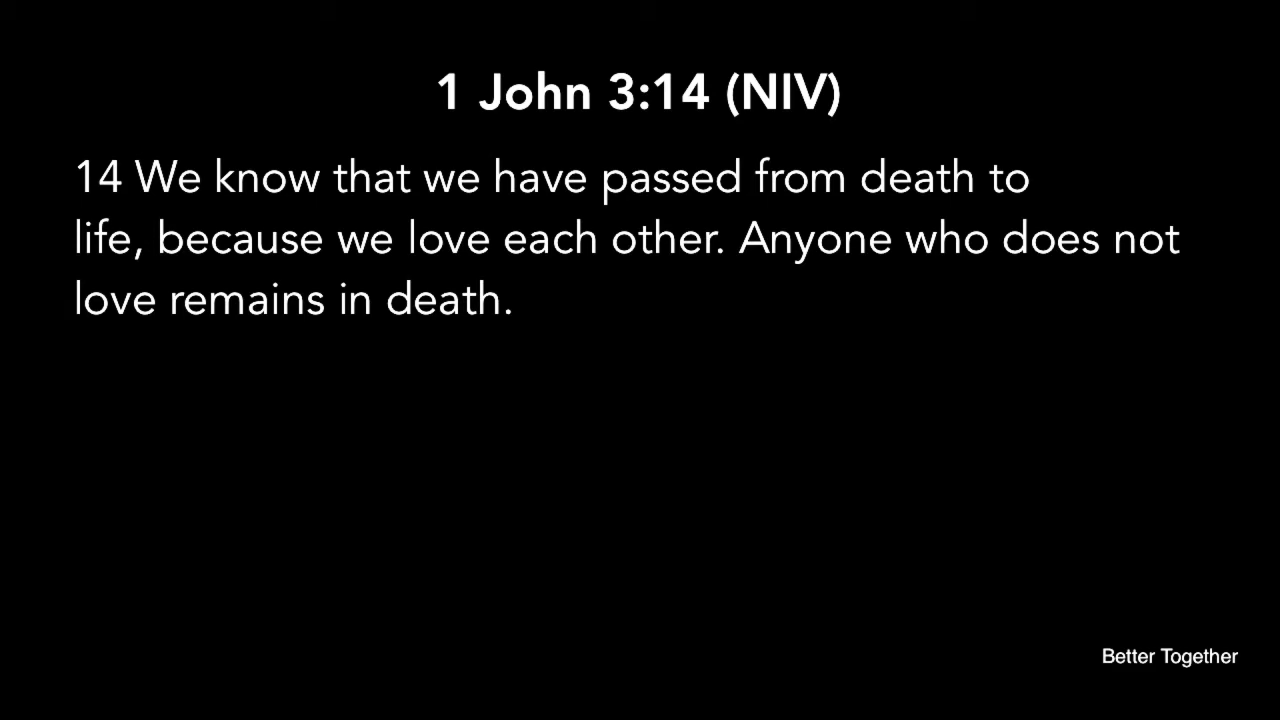 1 John 3:14 (NIV)
14 We know that we have passed from death to
life, because we love each other. Anyone who does not
love remains in death.
Better Together